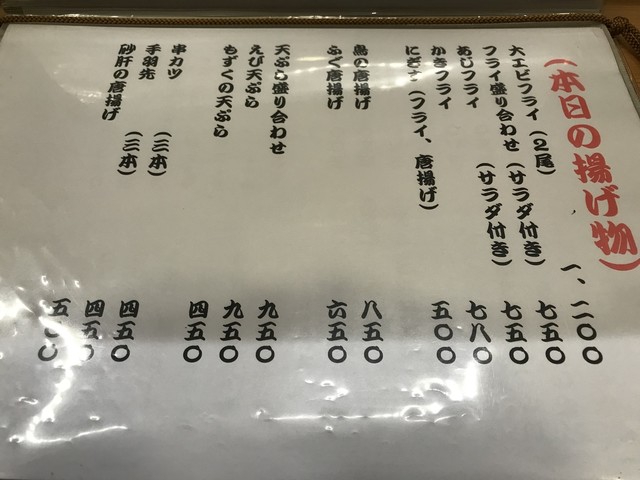 (本日の揚げ物)
大エビフライ(2尾) 一、二〇〇
フライ盛り合わせ(サラダ付き) 七五〇
あじフライ(サラダ付き) 七五〇
かきフライ 七八〇
にぎす(フライ、唐揚げ) 五〇〇
鳥の唐揚げ 八五〇
ふぐ唐揚げ 六五〇
天ぷら盛り合わせ 九五〇
えび天ぷら 九五〇
もずくの天ぷら 四五〇
串カツ (三本) 四五〇
手羽先 (三本) 四五〇
砂肝の唐揚げ 五〇〇